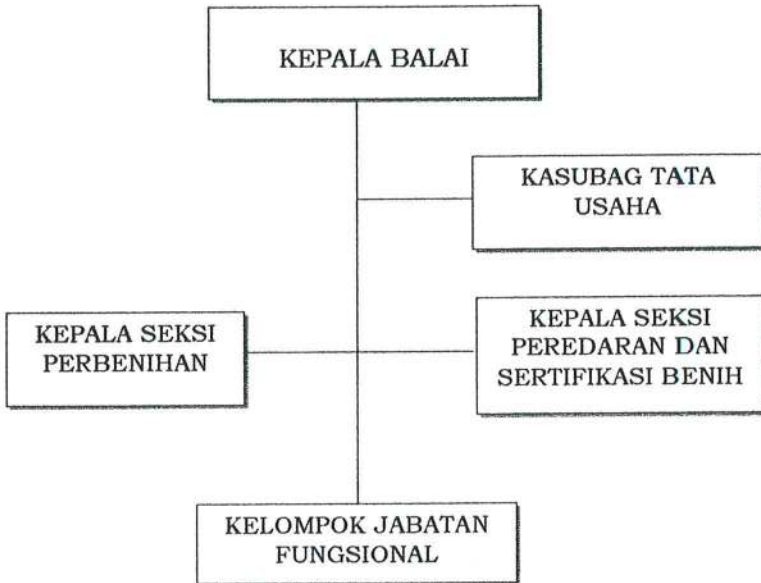 KEPALA BALAI
KASUBAG TATA
USAHA
KEPALA SEKSI
PERBENIHAN
KEPALA SEKSI
PEREDARAN DAN
SERTIFIKASI BENIH
KELOMPOK JABATAN
FUNGSIONAL